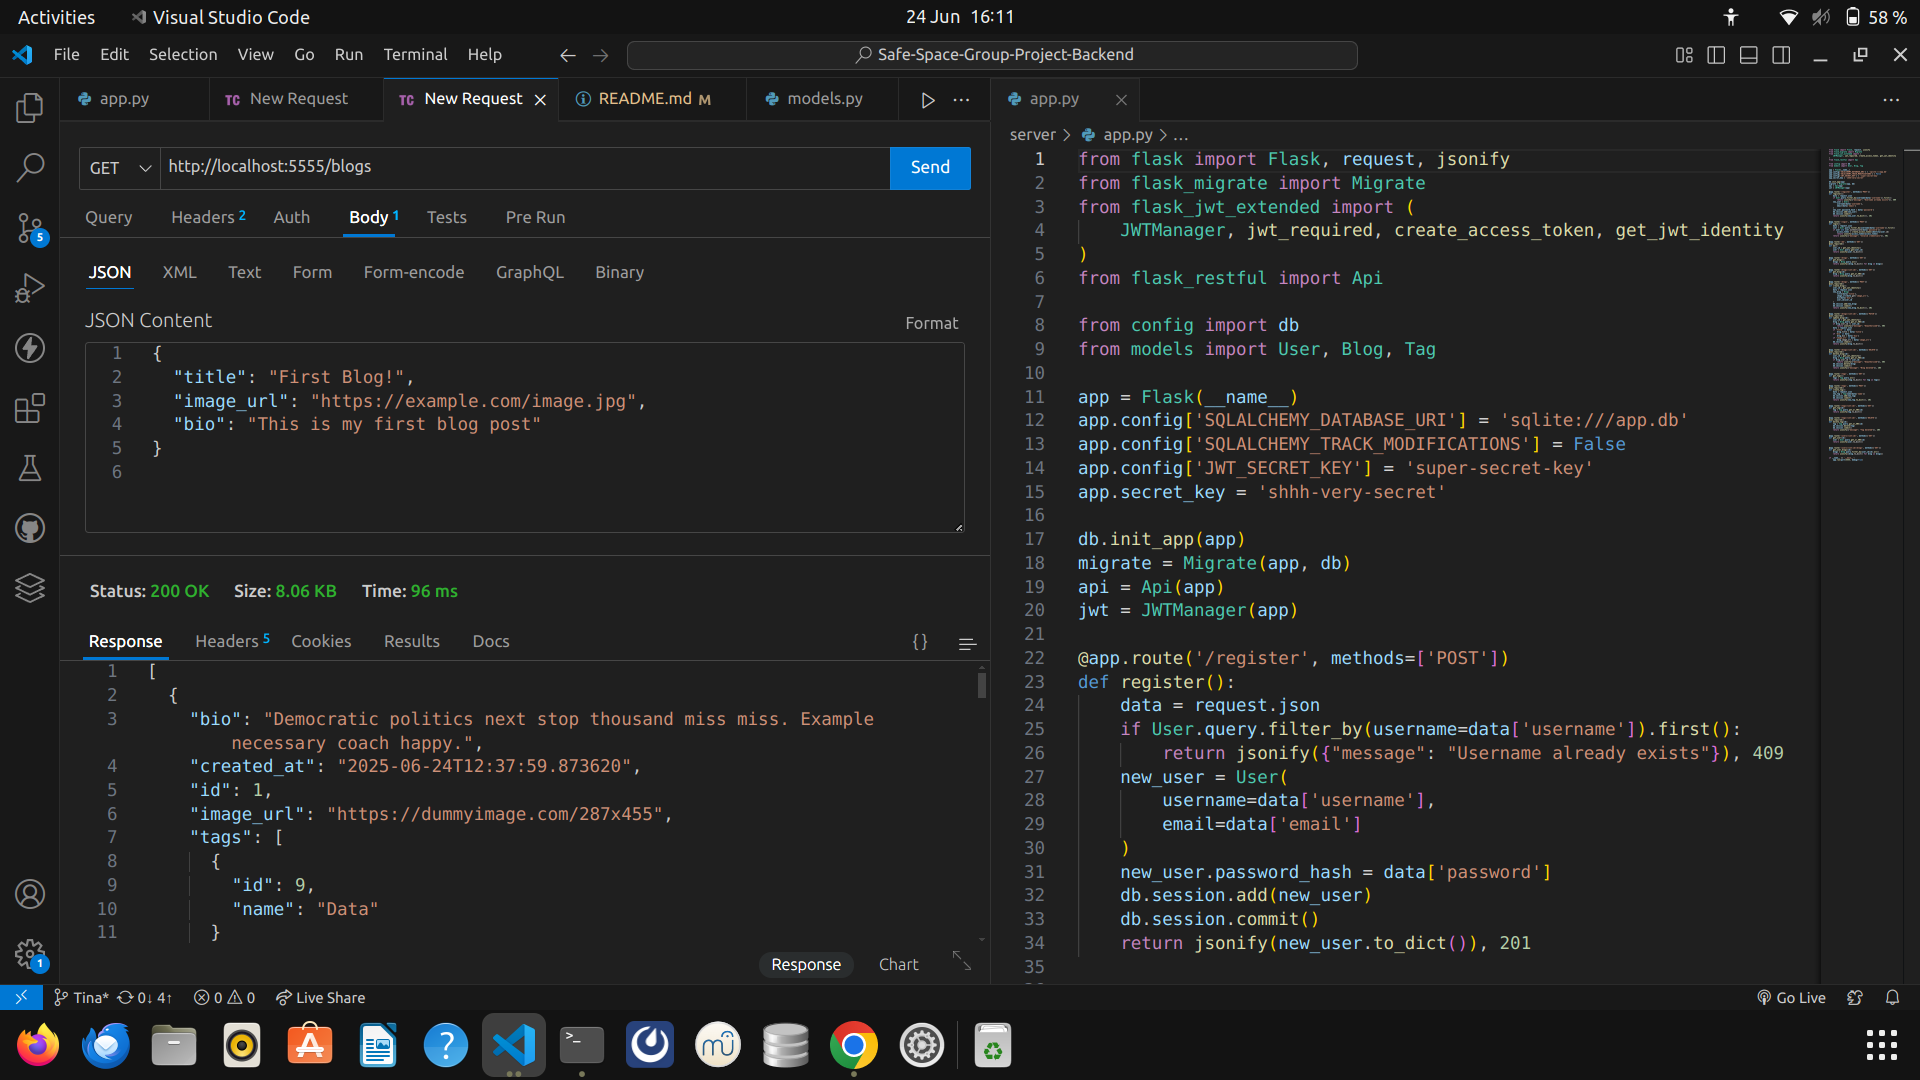 Activities
Visual Studio Code
24 Jun 16:11
58 %
File Edit Selection View Go Run Terminal Help
Safe-Space-Group-Project-Backend
app.py
TC New Request
TC New Request
README.md M
models.py
GET
http://localhost:5555/blogs
Send
Query
Headers 2
Auth
Body 1
Tests
Pre Run
JSON
XML
Text
Form
Form-encode
GraphQL
Binary
JSON Content
Format
1 {
2 "title": "First Blog!",
3 "image_url": "https://example.com/image.jpg",
4 "bio": "This is my first blog post"
5 }
6
Status: 200 OK Size: 8.06 KB Time: 96 ms
Response
Headers 5
Cookies
Results
Docs
{}
1 [
2 {
3 "bio": "Democratic politics next stop thousand miss miss. Example
necessary coach happy.",
4 "created_at": "2025-06-24T12:37:59.873620",
5 "id": 1,
6 "image_url": "https://dummyimage.com/287x455",
7 "tags": [
8 {
9 "id": 9,
10 "name": "Data"
11 }
Response
Chart
app.py
server > app.py > ...
1 from flask import Flask, request, jsonify
2 from flask_migrate import Migrate
3 from flask_jwt_extended import (
4 JWTManager, jwt_required, create_access_token, get_jwt_identity
5 )
6 from flask_restful import Api
7
8 from config import db
9 from models import User, Blog, Tag
10
11 app = Flask(__name__)
12 app.config['SQLALCHEMY_DATABASE_URI'] = 'sqlite:///app.db'
13 app.config['SQLALCHEMY_TRACK_MODIFICATIONS'] = False
14 app.config['JWT_SECRET_KEY'] = 'super-secret-key'
15 app.secret_key = 'shhh-very-secret'
16
17 db.init_app(app)
18 migrate = Migrate(app, db)
19 api = Api(app)
20 jwt = JWTManager(app)
21
22 @app.route('/register', methods=['POST'])
23 def register():
24 data = request.json
25 if User.query.filter_by(username=data['username']).first():
26 return jsonify({"message": "Username already exists"}), 409
27 new_user = User(
28 username=data['username'],
29 email=data['email']
30 )
31 new_user.password_hash = data['password']
32 db.session.add(new_user)
33 db.session.commit()
34 return jsonify(new_user.to_dict()), 201
35
5
1
Tina* 0↓ 4↑ 0 0 Live Share
Go Live